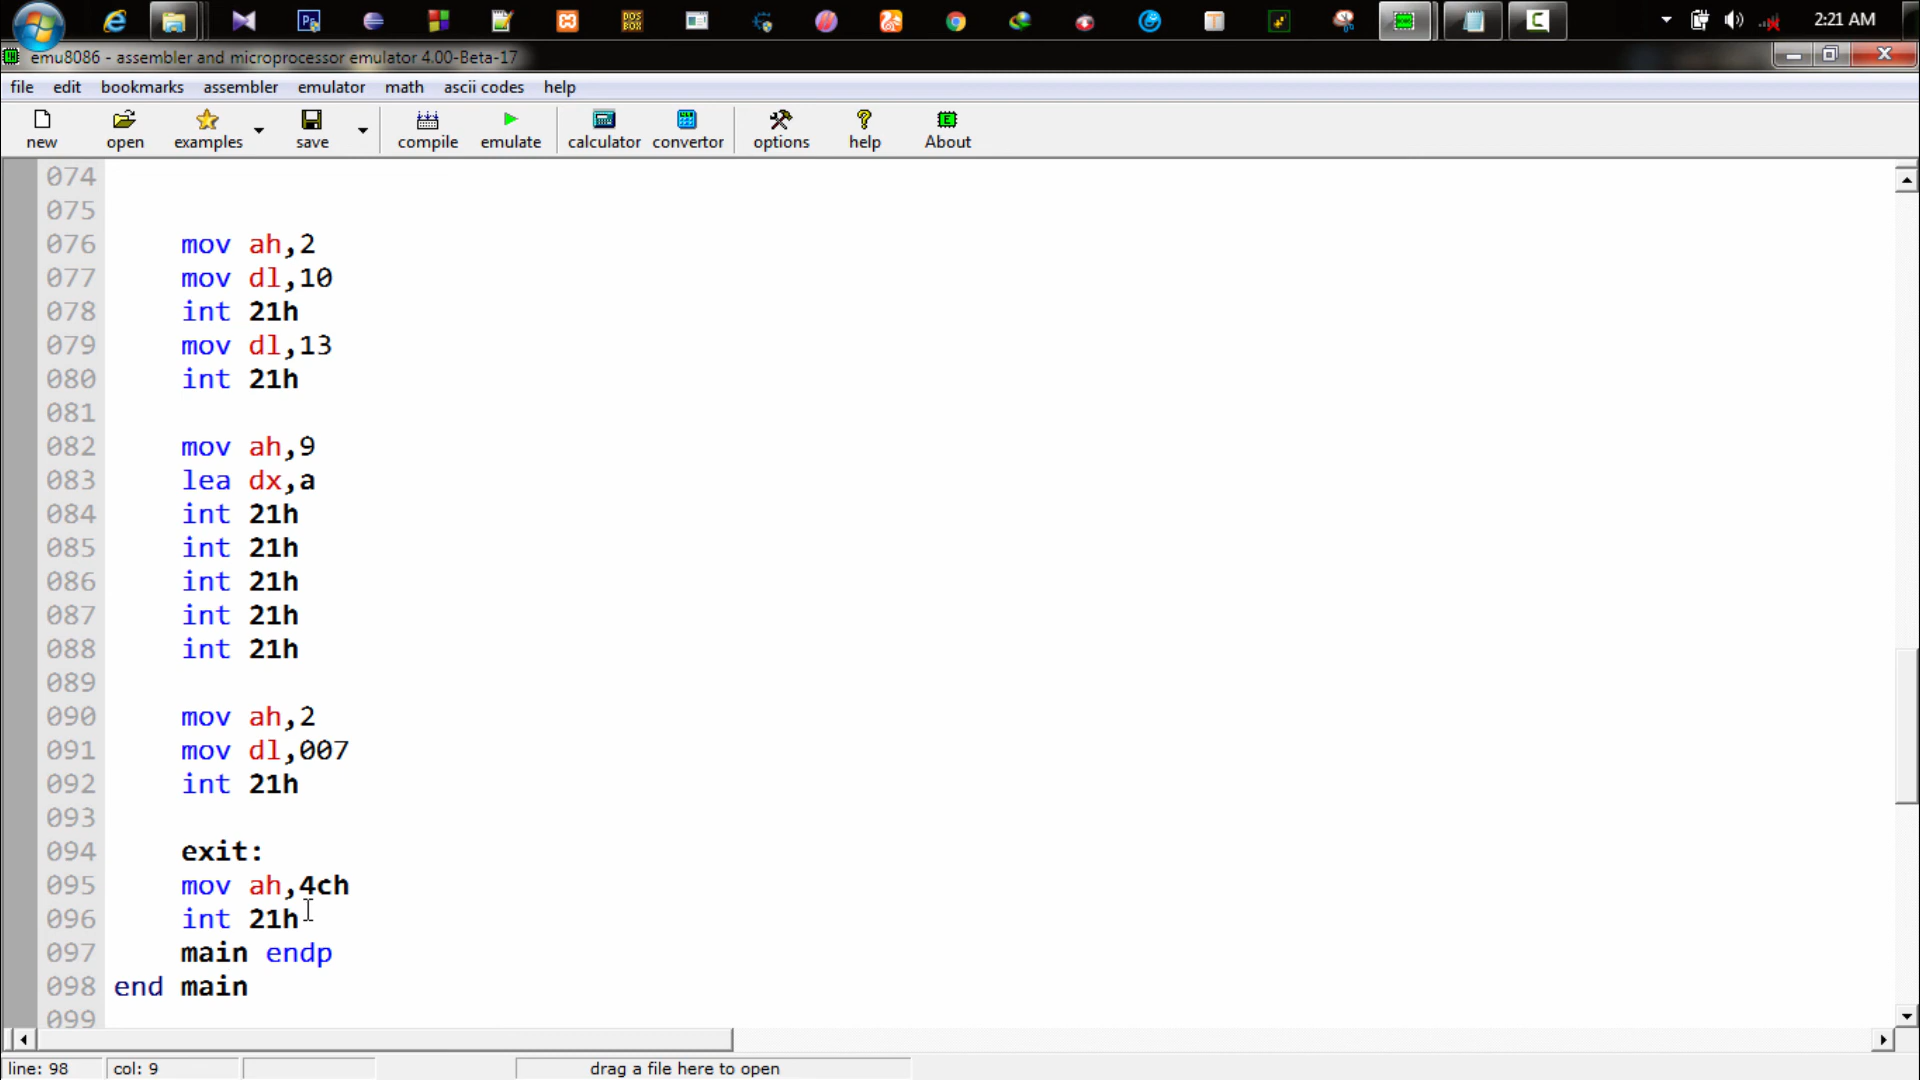 2:21 AM
emu8086 - assembler and microprocessor emulator 4.00-Beta-17
file edit bookmarks assembler emulator math ascii codes help
new open examples save compile emulate calculator convertor options help About
074
075
076 mov ah,2
077 mov dl,10
078 int 21h
079 mov dl,13
080 int 21h
081
082 mov ah,9
083 lea dx,a
084 int 21h
085 int 21h
086 int 21h
087 int 21h
088 int 21h
089
090 mov ah,2
091 mov dl,007
092 int 21h
093
094 exit:
095 mov ah,4ch
096 int 21h
097 main endp
098 end main
099
line: 98 col: 9 drag a file here to open